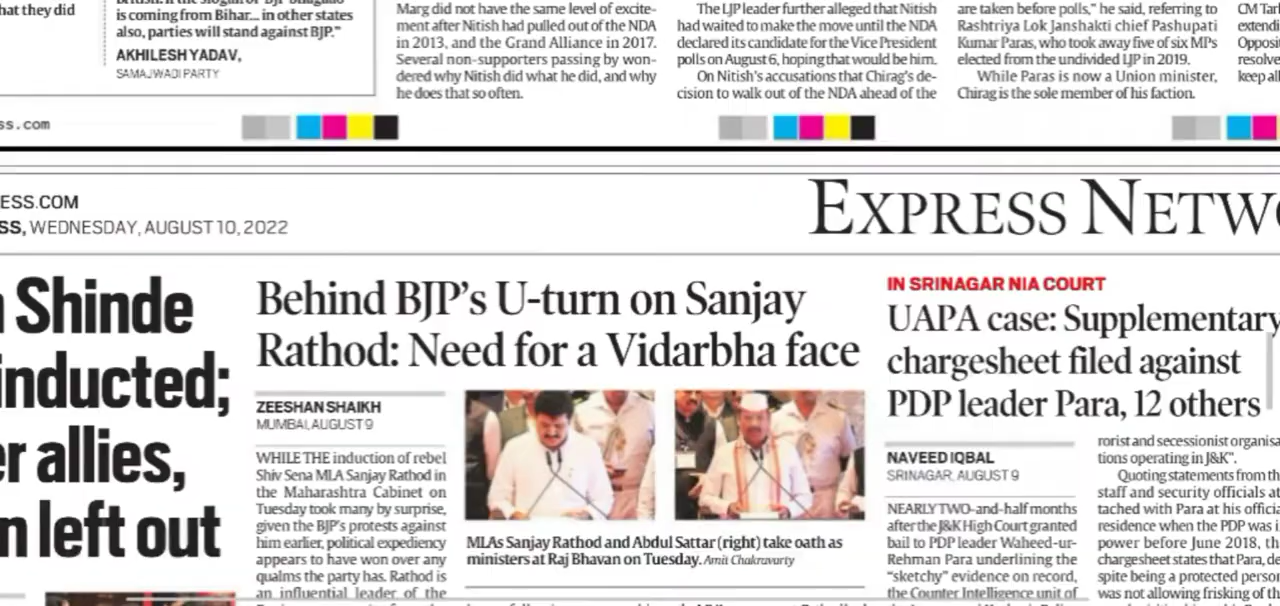 hat they did
is coming from Bihar... in other states
also, parties will stand against BJP."
AKHILESH YADAV,
SAMAJWADI PARTY
Marg did not have the same level of excite-
ment after Nitish had pulled out of the NDA
in 2013, and the Grand Alliance in 2017.
Several non-supporters passing by won-
dered why Nitish did what he did, and why
he does that so often.
The LJP leader further alleged that Nitish
had waited to make the move until the NDA
declared its candidate for the Vice President
polls on August 6, hoping that would be him.
On Nitish's accusations that Chirag's de-
cision to walk out of the NDA ahead of the
are taken before polls," he said, referring to
Rashtriya Lok Janshakti chief Pashupati
Kumar Paras, who took away five of six MPs
elected from the undivided LJP in 2019.
While Paras is now a Union minister,
Chirag is the sole member of his faction.
CM Tarl
extendi
Opposi
resolve
keep all
ss.com
ESS.COM
SS, WEDNESDAY, AUGUST 10, 2022
EXPRESS NETWO
Shinde
inducted;
er allies,
n left out
Behind BJP's U-turn on Sanjay
Rathod: Need for a Vidarbha face
ZEESHAN SHAIKH
MUMBAI, AUGUST 9
WHILE THE induction of rebel
Shiv Sena MLA Sanjay Rathod in
the Maharashtra Cabinet on
Tuesday took many by surprise,
given the BJP's protests against
him earlier, political expediency
appears to have won over any
qualms the party has. Rathod is
an influential leader of the
MLAs Sanjay Rathod and Abdul Sattar (right) take oath as
ministers at Raj Bhavan on Tuesday. Amit Chakravarty
IN SRINAGAR NIA COURT
UAPA case: Supplementary
chargesheet filed against
PDP leader Para, 12 others
NAVEED IQBAL
SRINAGAR, AUGUST 9
NEARLY TWO-and-half months
after the J&K High Court granted
bail to PDP leader Waheed-ur-
Rehman Para underlining the
"sketchy" evidence on record,
the Counter Intelligence unit of
rorist and secessionist organisa
tions operating in J&K".
Quoting statements from th
staff and security officials at
tached with Para at his officia
residence when the PDP was i
power before June 2018, th
chargesheet states that Para, de
spite being a protected person
was not allowing frisking of th